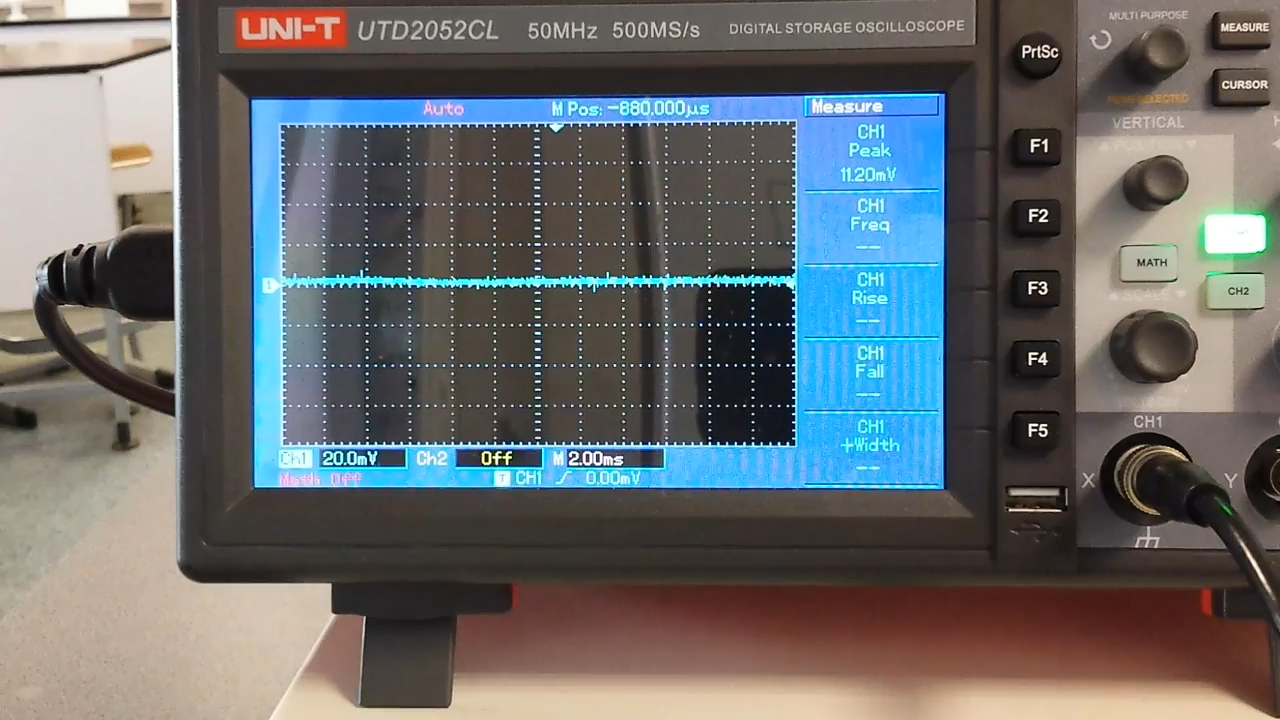 UNI-T UTD2052CL 50MHz 500MS/s DIGITAL STORAGE OSCILLOSCOPE
MULTI PURPOSE
MEASURE
PrtSc
CURSOR
Auto M Pos: -880.000µs Measure
VERTICAL
POSITION
CH1
Peak
11.20mV
F1
CH1
Freq
--
F2
MATH
CH2
1
CH1
Rise
--
F3
CH1
Fall
--
F4
CH1
+Width
--
F5
CH1
X
Y
Ch1 20.0mV Ch2 Off M 2.00ms
Math Off T CH1 0.00mV